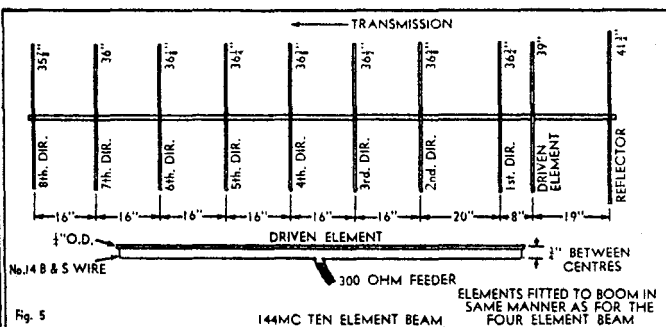 TRANSMISSION
35⅞"
36"
36⅛"
36¼"
36⅜"
36½"
36⅝"
36¾"
39"
8th. DIR.
7th. DIR.
6th. DIR.
5th. DIR.
4th. DIR.
3rd. DIR.
2nd. DIR.
1st. DIR.
DRIVEN
ELEMENT
REFLECTOR
16" 16" 16" 16" 16" 16" 20" 8" 19"
¼"O.D.
DRIVEN ELEMENT
BETWEEN
CENTRES
No.14 B & S WIRE
300 OHM FEEDER
Fig. 5
144MC TEN ELEMENT BEAM
ELEMENTS FITTED TO BOOM IN
SAME MANNER AS FOR THE
FOUR ELEMENT BEAM